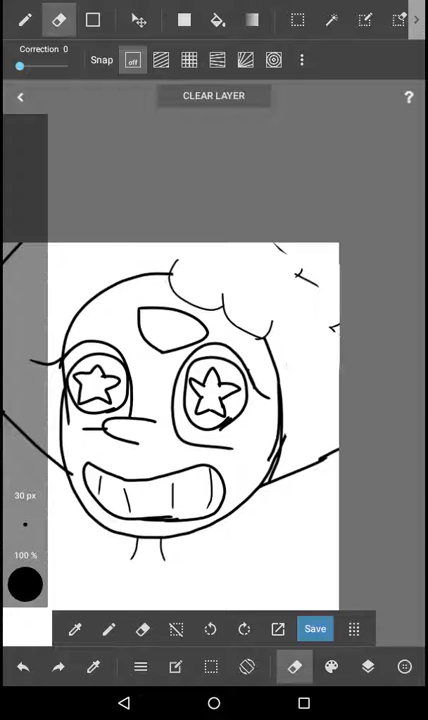 Correction 0
Snap
off
CLEAR LAYER
?
30 px
100 %
Save